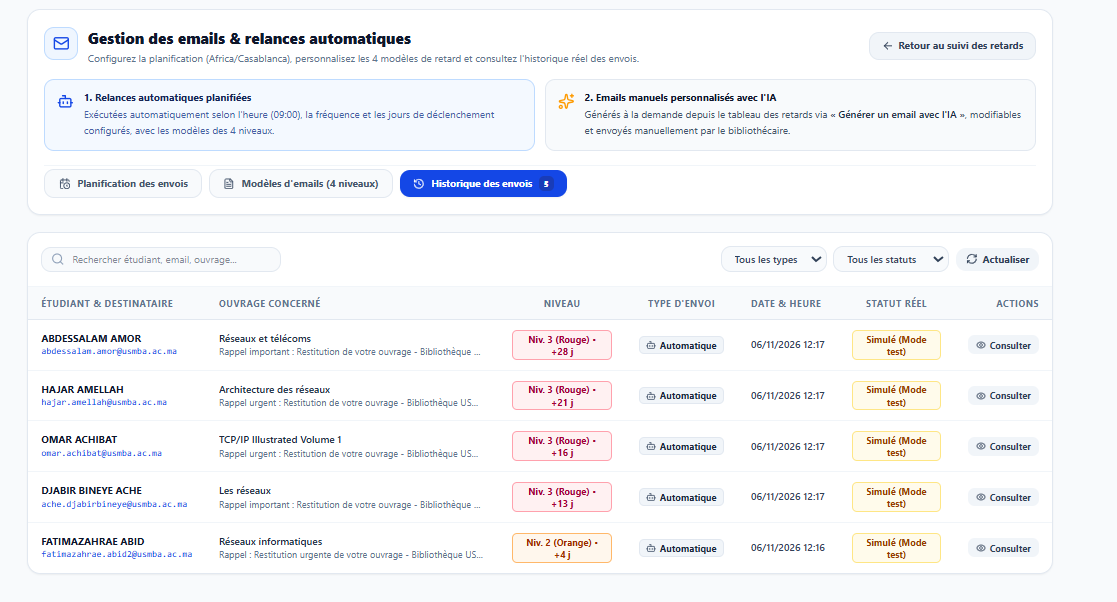 Gestion des emails & relances automatiques
Configurez la planification (Africa/Casablanca), personnalisez les 4 modèles de retard et consultez l'historique réel des envois.
← Retour au suivi des retards
1. Relances automatiques planifiées
Exécutées automatiquement selon l'heure (09:00), la fréquence et les jours de déclenchement
configurés, avec les modèles des 4 niveaux.
2. Emails manuels personnalisés avec l'IA
Générés à la demande depuis le tableau des retards via « Générer un email avec l'IA », modifiables
et envoyés manuellement par le bibliothécaire.
Planification des envois
Modèles d'emails (4 niveaux)
Historique des envois 5
Rechercher étudiant, email, ouvrage...
Tous les types
Tous les statuts
Actualiser
ÉTUDIANT & DESTINATAIRE OUVRAGE CONCERNÉ NIVEAU TYPE D'ENVOI DATE & HEURE STATUT RÉEL ACTIONS
ABDESSALAM AMOR
abdessalam.amor@usmba.ac.ma
Réseaux et télécoms
Rappel important : Restitution de votre ouvrage - Bibliothèque ...
Niv. 3 (Rouge) •
+28 j
Automatique
06/11/2026 12:17
Simulé (Mode
test)
Consulter
HAJAR AMELLAH
hajar.amellah@usmba.ac.ma
Architecture des réseaux
Rappel urgent : Restitution de votre ouvrage - Bibliothèque US...
Niv. 3 (Rouge) •
+21 j
Automatique
06/11/2026 12:17
Simulé (Mode
test)
Consulter
OMAR ACHIBAT
omar.achibat@usmba.ac.ma
TCP/IP Illustrated Volume 1
Rappel urgent : Restitution de votre ouvrage - Bibliothèque US...
Niv. 3 (Rouge) •
+16 j
Automatique
06/11/2026 12:17
Simulé (Mode
test)
Consulter
DJABIR BINEYE ACHE
ache.djabirbineye@usmba.ac.ma
Les réseaux
Rappel important : Restitution de votre ouvrage - Bibliothèque ...
Niv. 3 (Rouge) •
+13 j
Automatique
06/11/2026 12:17
Simulé (Mode
test)
Consulter
FATIMAZAHRAE ABID
fatimazahrae.abid2@usmba.ac.ma
Réseaux informatiques
Rappel : Restitution urgente de votre ouvrage - Bibliothèque US...
Niv. 2 (Orange) •
+4 j
Automatique
06/11/2026 12:16
Simulé (Mode
test)
Consulter